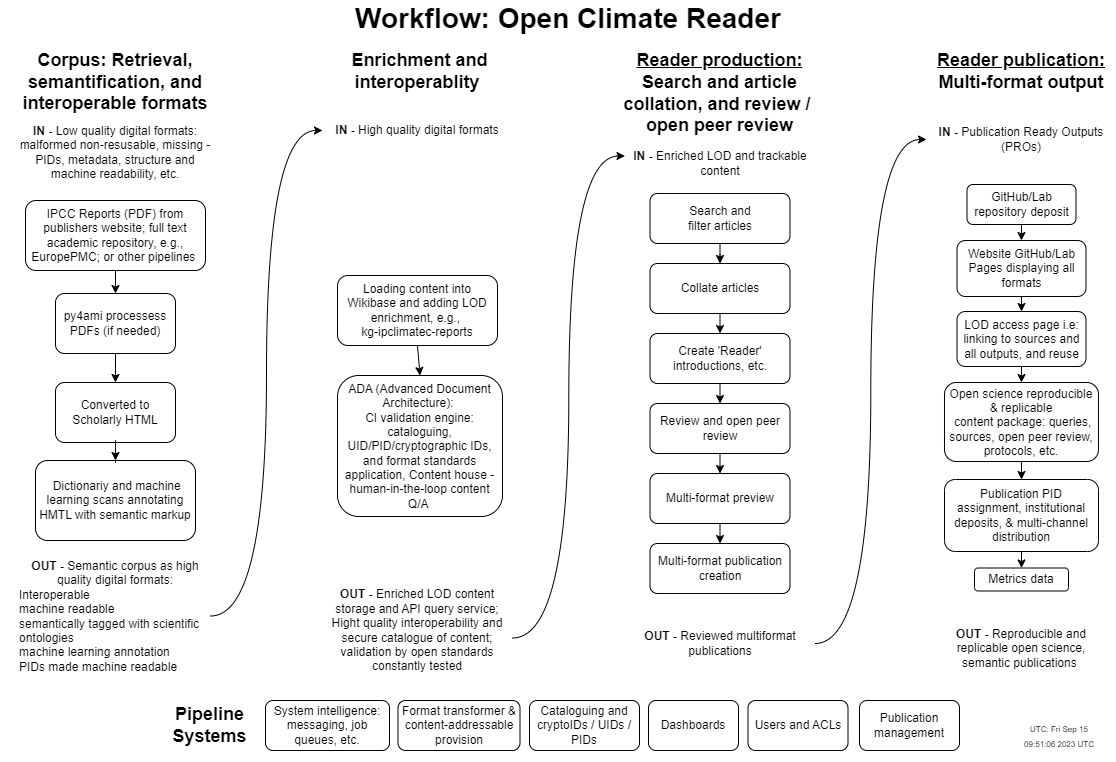 Workflow: Open Climate Reader
Corpus: Retrieval,
semantification, and
interoperable formats
IN - Low quality digital formats:
malformed non-resusable, missing -
PIDs, metadata, structure and
machine readability, etc.
IPCC Reports (PDF) from
publishers website; full text
academic repository, e.g.,
EuropePMC; or other pipelines
py4ami processess
PDFs (if needed)
Converted to
Scholarly HTML
Dictionariy and machine
learning scans annotating
HMTL with semantic markup
OUT - Semantic corpus as high
quality digital formats:
Interoperable
machine readable
semantically tagged with scientific
ontologies
machine learning annotation
PIDs made machine readable
Enrichment and
interoperablity
IN - High quality digital formats
Loading content into
Wikibase and adding LOD
enrichment, e.g.,
kg-ipclimatec-reports
ADA (Advanced Document
Architecture):
CI validation engine:
cataloguing,
UID/PID/cryptographic IDs,
and format standards
application, Content house -
human-in-the-loop content
Q/A
OUT - Enriched LOD content
storage and API query service;
Hight quality interoperability and
secure catalogue of content;
validation by open standards
constantly tested
Reader production:
Search and article
collation, and review /
open peer review
IN - Enriched LOD and trackable
content
Search and
filter articles
Collate articles
Create 'Reader'
introductions, etc.
Review and open peer
review
Multi-format preview
Multi-format publication
creation
OUT - Reviewed multiformat
publications
Reader publication:
Multi-format output
IN - Publication Ready Outputs
(PROs)
GitHub/Lab
repository deposit
Website GitHub/Lab
Pages displaying all
formats
LOD access page i.e:
linking to sources and
all outputs, and reuse
Open science reproducible
& replicable
content package: queries,
sources, open peer review,
protocols, etc.
Publication PID
assignment, institutional
deposits, & multi-channel
distribution
Metrics data
OUT - Reproducible and
replicable open science,
semantic publications
Pipeline
Systems
System intelligence:
messaging, job
queues, etc.
Format transformer &
content-addressable
provision
Cataloguing and
cryptoIDs / UIDs /
PIDs
Dashboards
Users and ACLs
Publication
management
UTC: Fri Sep 15
09:51:06 2023 UTC